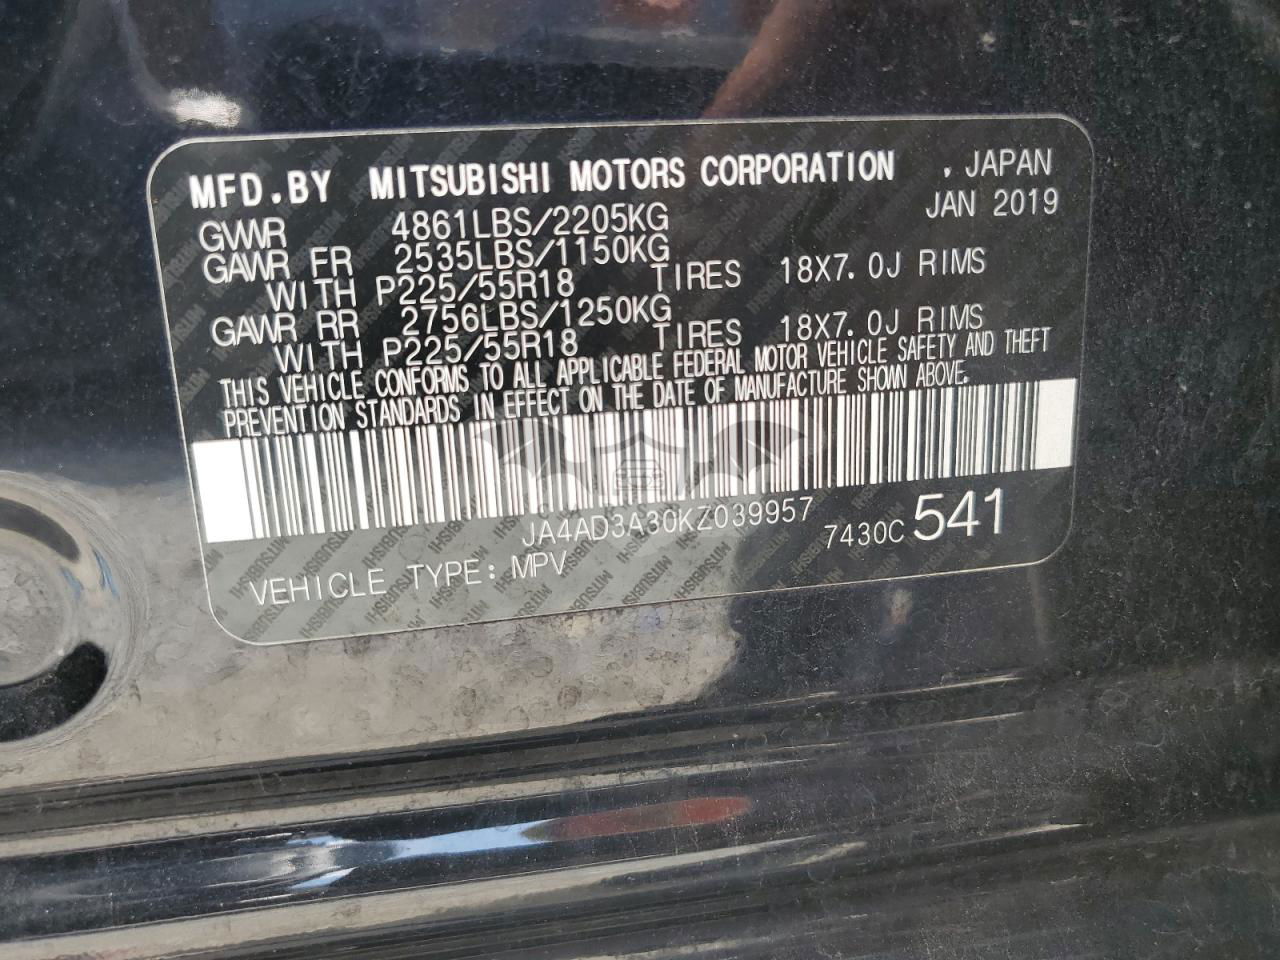 MFD.BY MITSUBISHI MOTORS CORPORATION , JAPAN
JAN 2019
GVWR 4861LBS/2205KG
GAWR FR 2535LBS/1150KG
WITH P225/55R18 TIRES 18X7.0J RIMS
GAWR RR 2756LBS/1250KG
WITH P225/55R18 TIRES 18X7.0J RIMS
THIS VEHICLE CONFORMS TO ALL APPLICABLE FEDERAL MOTOR VEHICLE SAFETY AND THEFT
PREVENTION STANDARDS IN EFFECT ON THE DATE OF MANUFACTURE SHOWN ABOVE.
JA4AD3A30KZ039957 7430C 541
VEHICLE TYPE: MPV